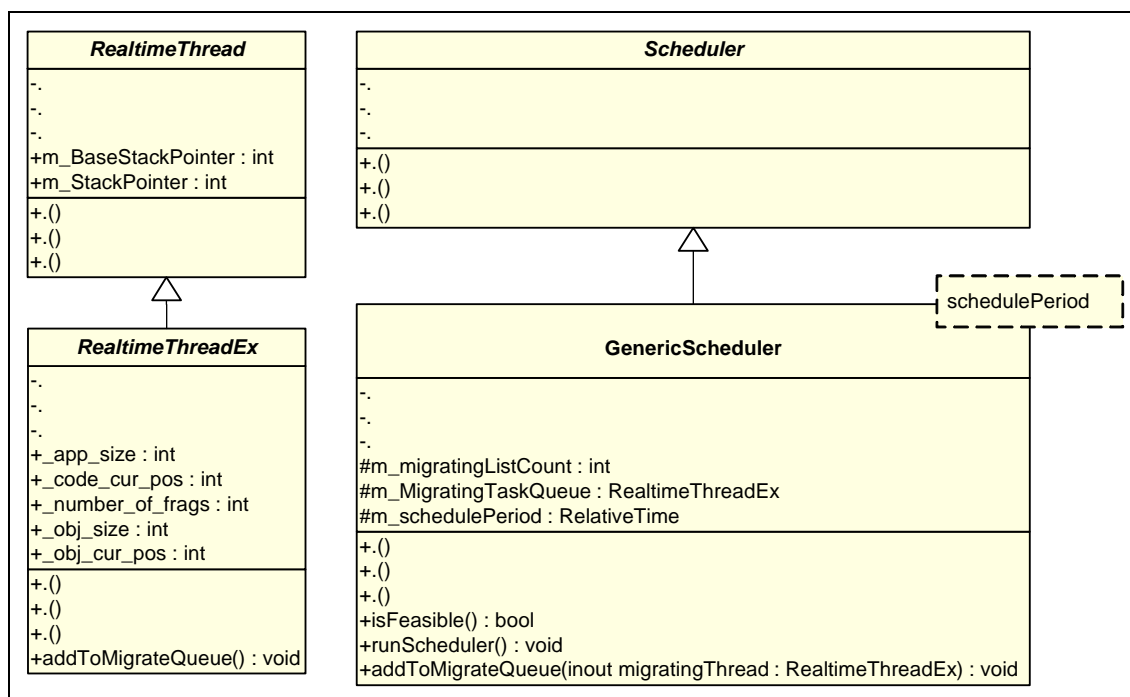 RealtimeThread
-.
-.
-.
+m_BaseStackPointer : int
+m_StackPointer : int
+.()
+.()
+.()
RealtimeThreadEx
-.
-.
-.
+_app_size : int
+_code_cur_pos : int
+_number_of_frags : int
+_obj_size : int
+_obj_cur_pos : int
+.()
+.()
+.()
+addToMigrateQueue() : void
Scheduler
-.
-.
-.
+.()
+.()
+.()
schedulePeriod
GenericScheduler
-.
-.
-.
#m_migratingListCount : int
#m_MigratingTaskQueue : RealtimeThreadEx
#m_schedulePeriod : RelativeTime
+.()
+.()
+.()
+isFeasible() : bool
+runScheduler() : void
+addToMigrateQueue(inout migratingThread : RealtimeThreadEx) : void